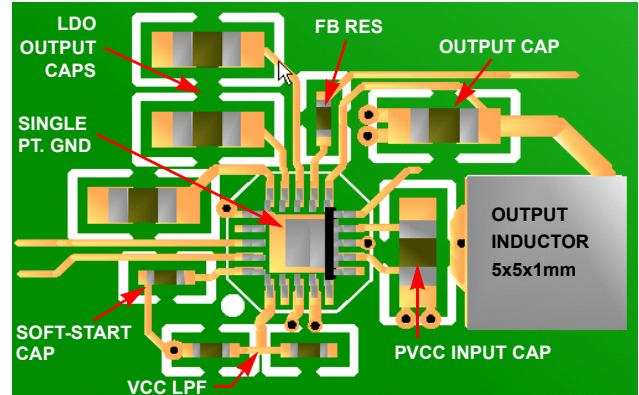 LDO
OUTPUT
CAPS
FB RES
OUTPUT CAP
SINGLE
PT. GND
OUTPUT
INDUCTOR
5x5x1mm
SOFT-START
CAP
PVCC INPUT CAP
VCC LPF